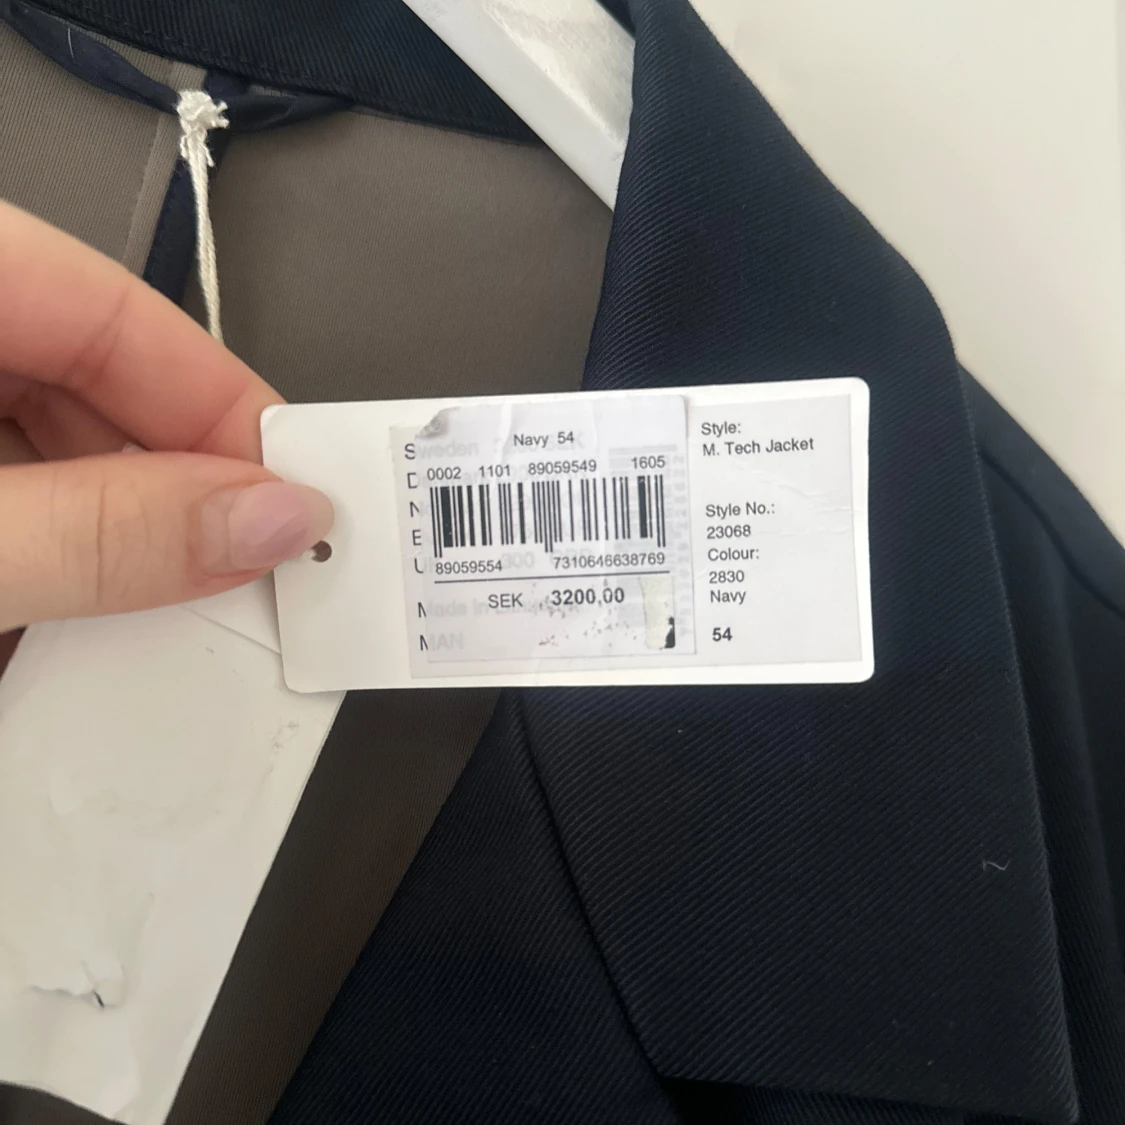 Navy 54
0002 1101 89059549 1605
89059554 7310646638769
SEK 3200,00
Sweden
Made in
MAN
Style:
M. Tech Jacket
Style No.:
23068
Colour:
2830
Navy
54